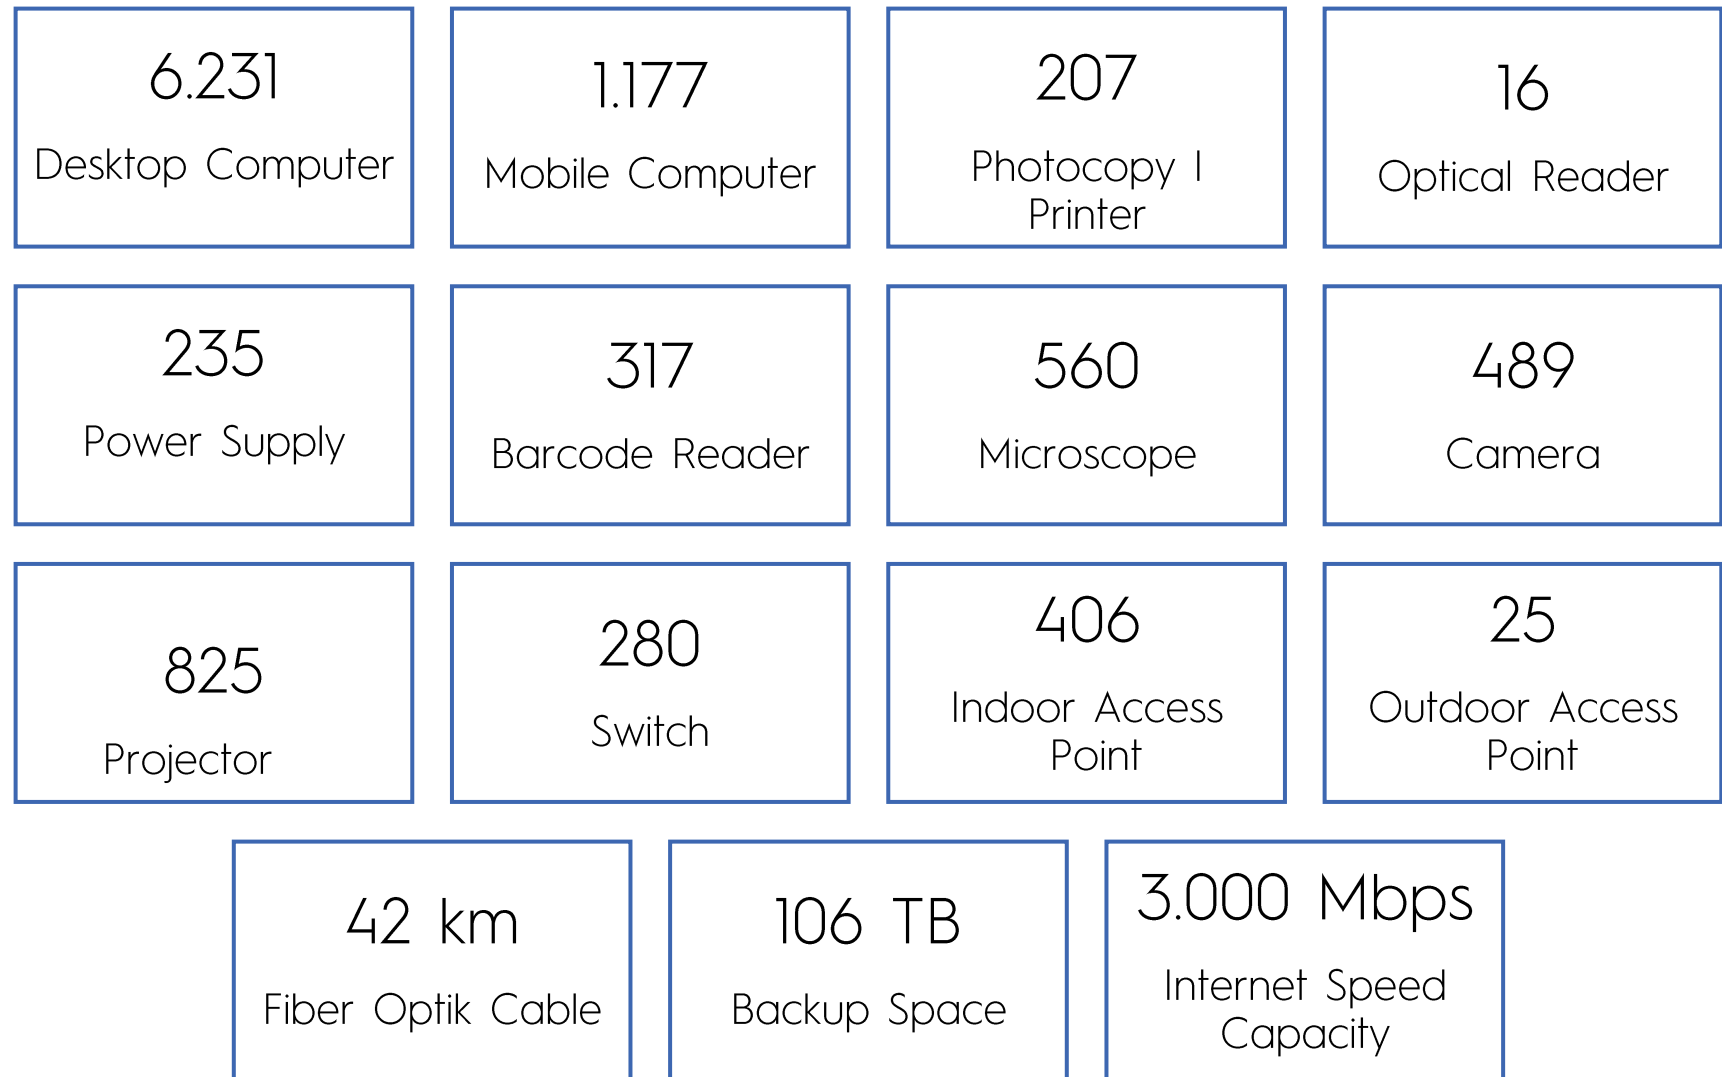 6.231
Desktop Computer
1.177
Mobile Computer
207
Photocopy I
Printer
16
Optical Reader
235
Power Supply
317
Barcode Reader
560
Microscope
489
Camera
825
Projector
280
Switch
406
Indoor Access
Point
25
Outdoor Access
Point
42 km
Fiber Optik Cable
106 TB
Backup Space
3.000 Mbps
Internet Speed
Capacity